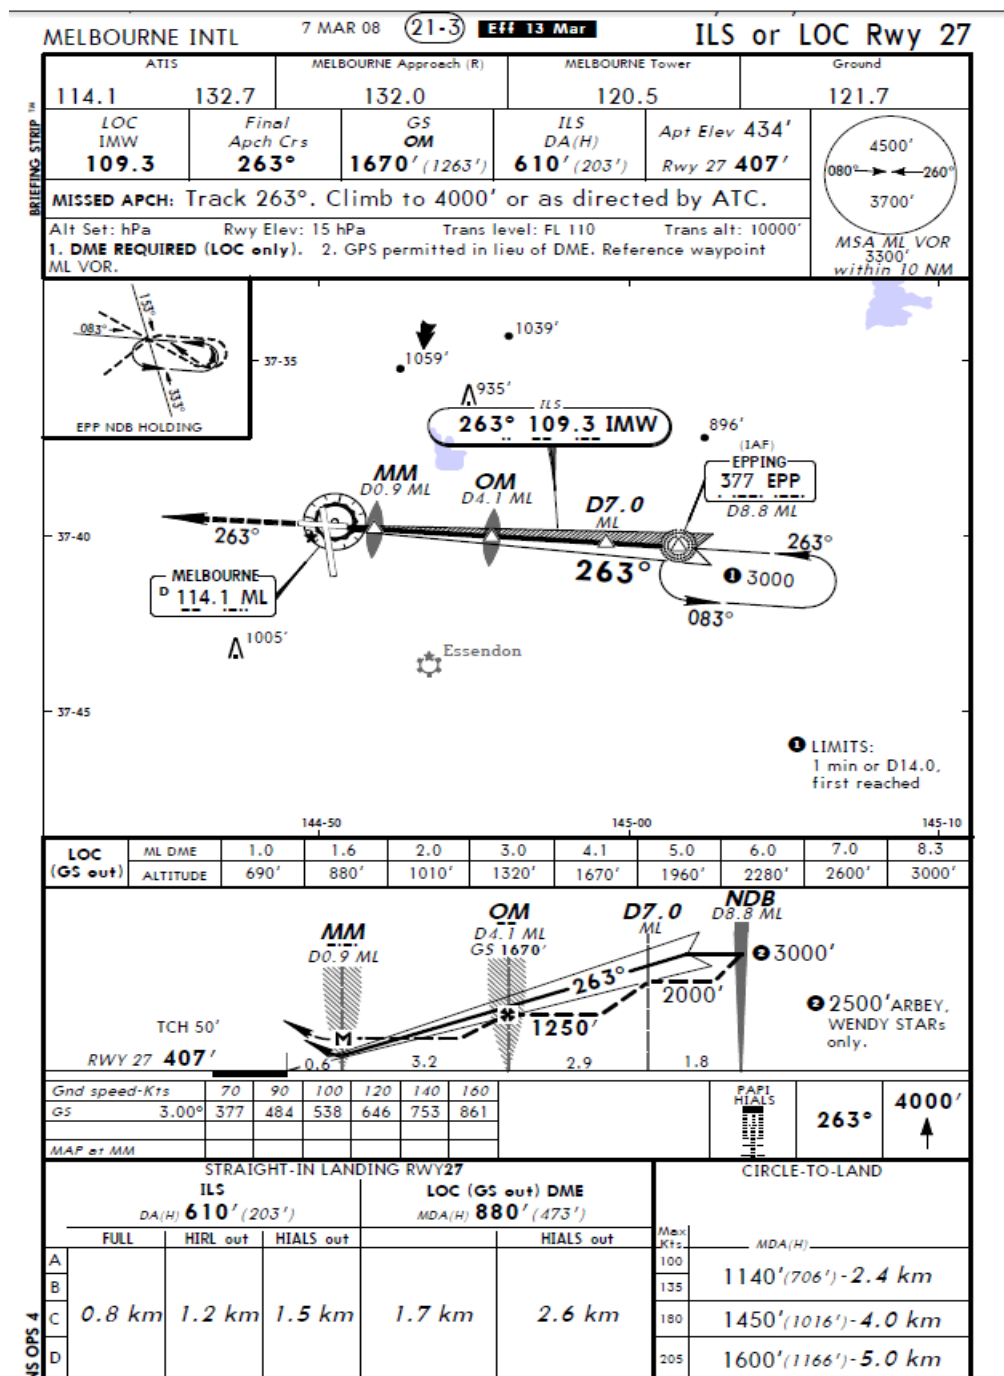 MELBOURNE INTL 7 MAR 08 21-3 Eff 13 Mar ILS or LOC Rwy 27
BRIEFING STRIP TM
ATIS MELBOURNE Approach (R) MELBOURNE Tower Ground
114.1 132.7 132.0 120.5 121.7
LOC Final GS ILS
IMW Apch Crs OM DA(H) Apt Elev 434'
109.3 263° 1670' (1263') 610' (203') Rwy 27 407'
MISSED APCH: Track 263°. Climb to 4000' or as directed by ATC.
Alt Set: hPa Rwy Elev: 15 hPa Trans level: FL 110 Trans alt: 10000'
1. DME REQUIRED (LOC only). 2. GPS permitted in lieu of DME. Reference waypoint
ML VOR.
4500'
080° 260°
3700'
MSA ML VOR
3300'
within 10 NM
153°
083°
333°
EPP NDB HOLDING
37-35
1039'
1059'
935'
ILS
263° 109.3 IMW
896'
(IAF)
EPPING
377 EPP
D8.8 ML
MM
D0.9 ML
OM
D4.1 ML
D7.0
ML
37-40
263°
263°
263°
1 3000
083°
MELBOURNE
D 114.1 ML
1005'
Essendon
37-45
1 LIMITS:
1 min or D14.0,
first reached
144-50 145-00 145-10
LOC ML DME 1.0 1.6 2.0 3.0 4.1 5.0 6.0 7.0 8.3
(GS out) ALTITUDE 690' 880' 1010' 1320' 1670' 1960' 2280' 2600' 3000'
MM
D0.9 ML
OM
D4.1 ML
GS 1670'
D7.0
ML
NDB
D8.8 ML
2 3000'
263°
2000'
1250'
2 2500' ARBEY,
WENDY STARs
only.
TCH 50'
M
RWY 27 407'
0.6 3.2 2.9 1.8
Gnd speed-Kts 70 90 100 120 140 160
GS 3.00° 377 484 538 646 753 861
MAP at MM
PAPI
HIALS
263°
4000'
STRAIGHT-IN LANDING RWY27 CIRCLE-TO-LAND
ILS LOC (GS out) DME
DA(H) 610' (203') MDA(H) 880' (473')
FULL HIRL out HIALS out HIALS out
Max
Kts. MDA(H)
A 100
B 135 1140' (706') - 2.4 km
C 0.8 km 1.2 km 1.5 km 1.7 km 2.6 km 180 1450' (1016') - 4.0 km
D 205 1600' (1166') - 5.0 km
NS OPS 4